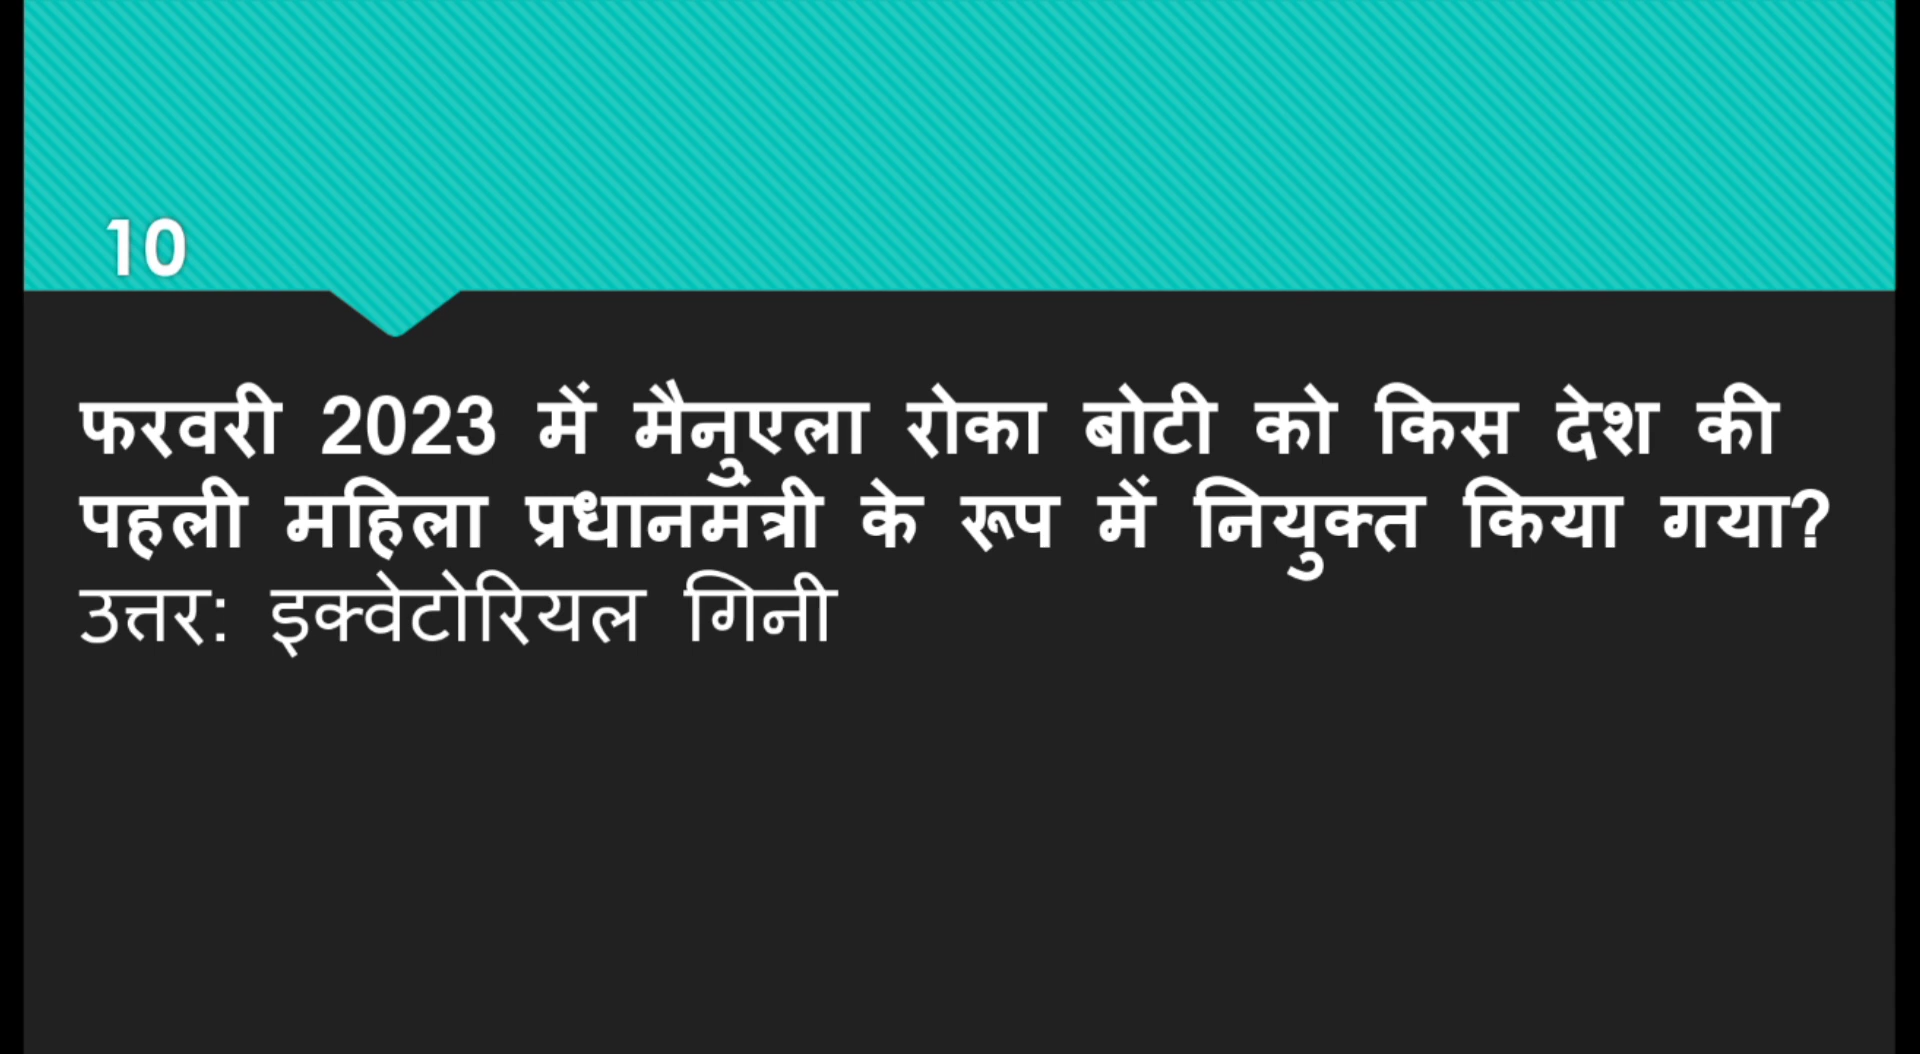 10
फरवरी 2023 में मैनुएला रोका बोटी को किस देश की
पहली महिला प्रधानमंत्री के रूप में नियुक्त किया गया?
उत्तर: इक्वेटोरियल गिनी